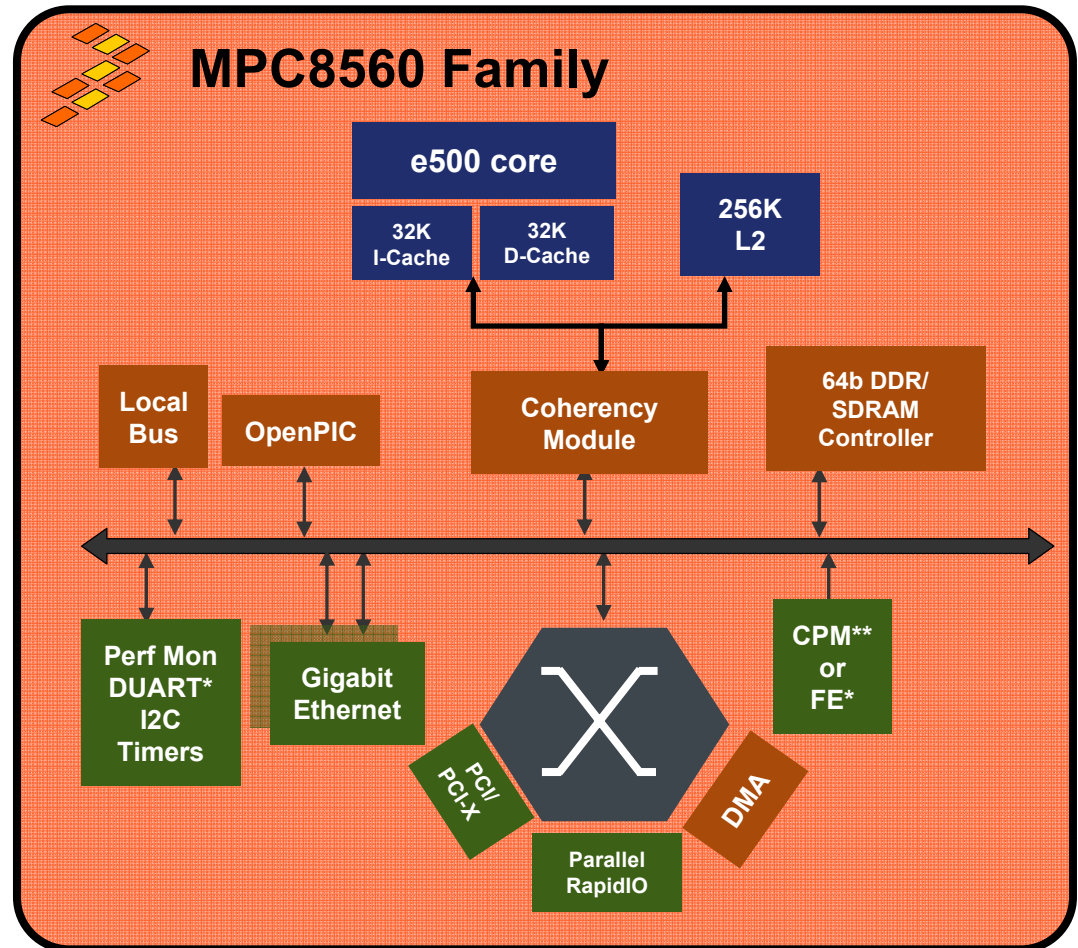 MPC8560 Family
e500 core
32K
I-Cache
32K
D-Cache
256K
L2
Local
Bus
OpenPIC
Coherency
Module
64b DDR/
SDRAM
Controller
Perf Mon
DUART*
I2C
Timers
Gigabit
Ethernet
CPM**
or
FE*
PCI/
PCI-X
Parallel
RapidIO
DMA